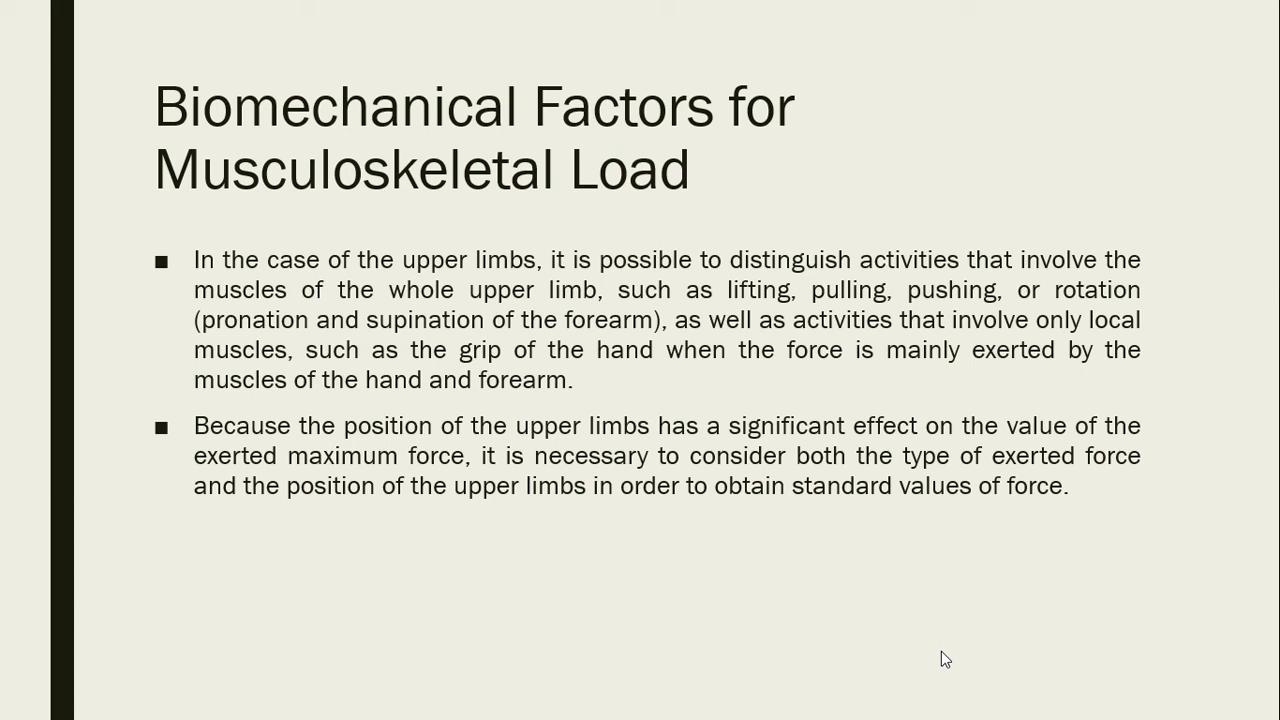 Biomechanical Factors for
Musculoskeletal Load
■ In the case of the upper limbs, it is possible to distinguish activities that involve the
muscles of the whole upper limb, such as lifting, pulling, pushing, or rotation
(pronation and supination of the forearm), as well as activities that involve only local
muscles, such as the grip of the hand when the force is mainly exerted by the
muscles of the hand and forearm.
■ Because the position of the upper limbs has a significant effect on the value of the
exerted maximum force, it is necessary to consider both the type of exerted force
and the position of the upper limbs in order to obtain standard values of force.